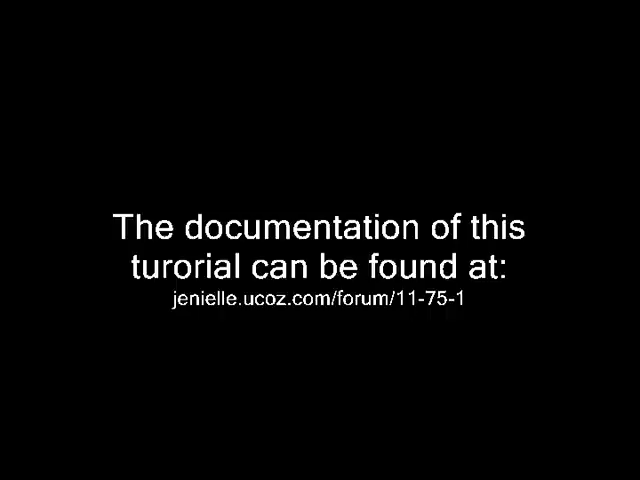 The documentation of this
turorial can be found at:
jenielle.ucoz.com/forum/11-75-1